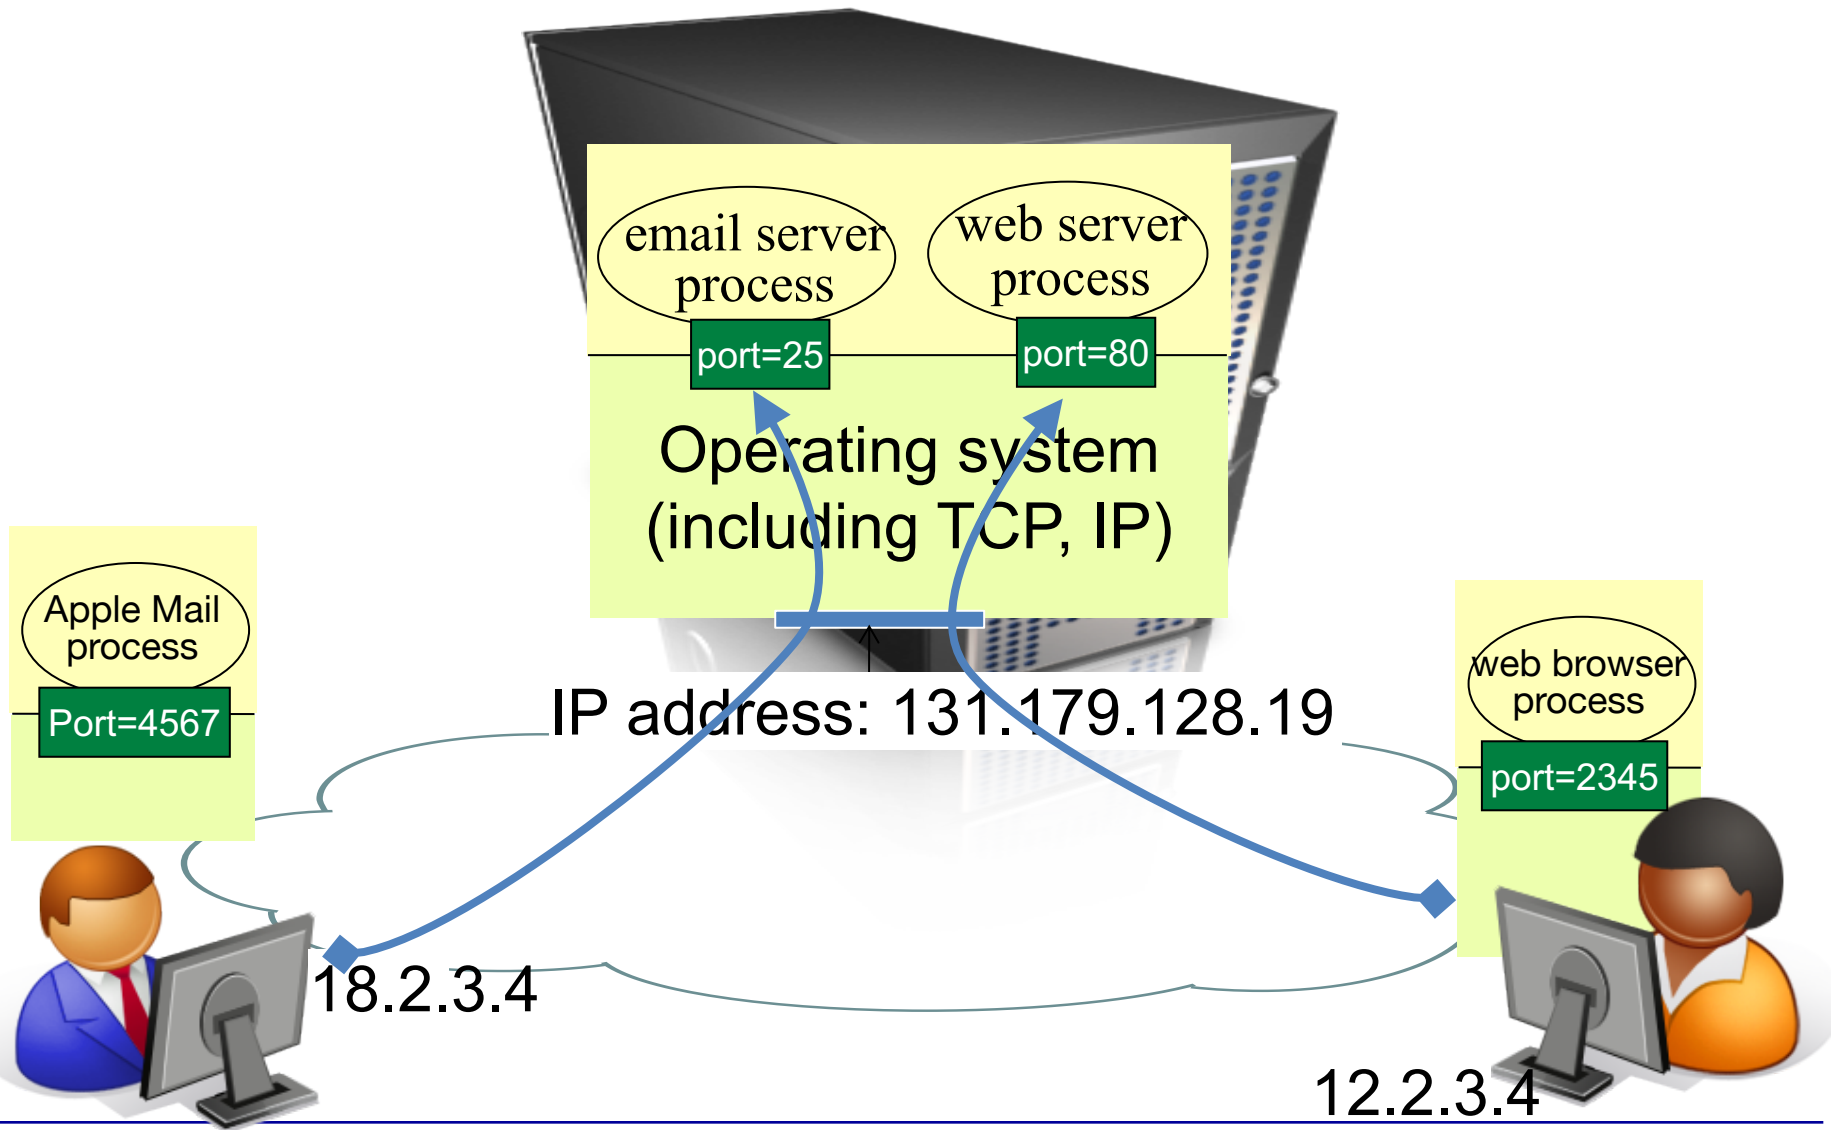 email server
process
web server
process
port=25
port=80
Operating system
(including TCP, IP)
Apple Mail
process
Port=4567
web browser
process
port=2345
IP address: 131.179.128.19
18.2.3.4
12.2.3.4